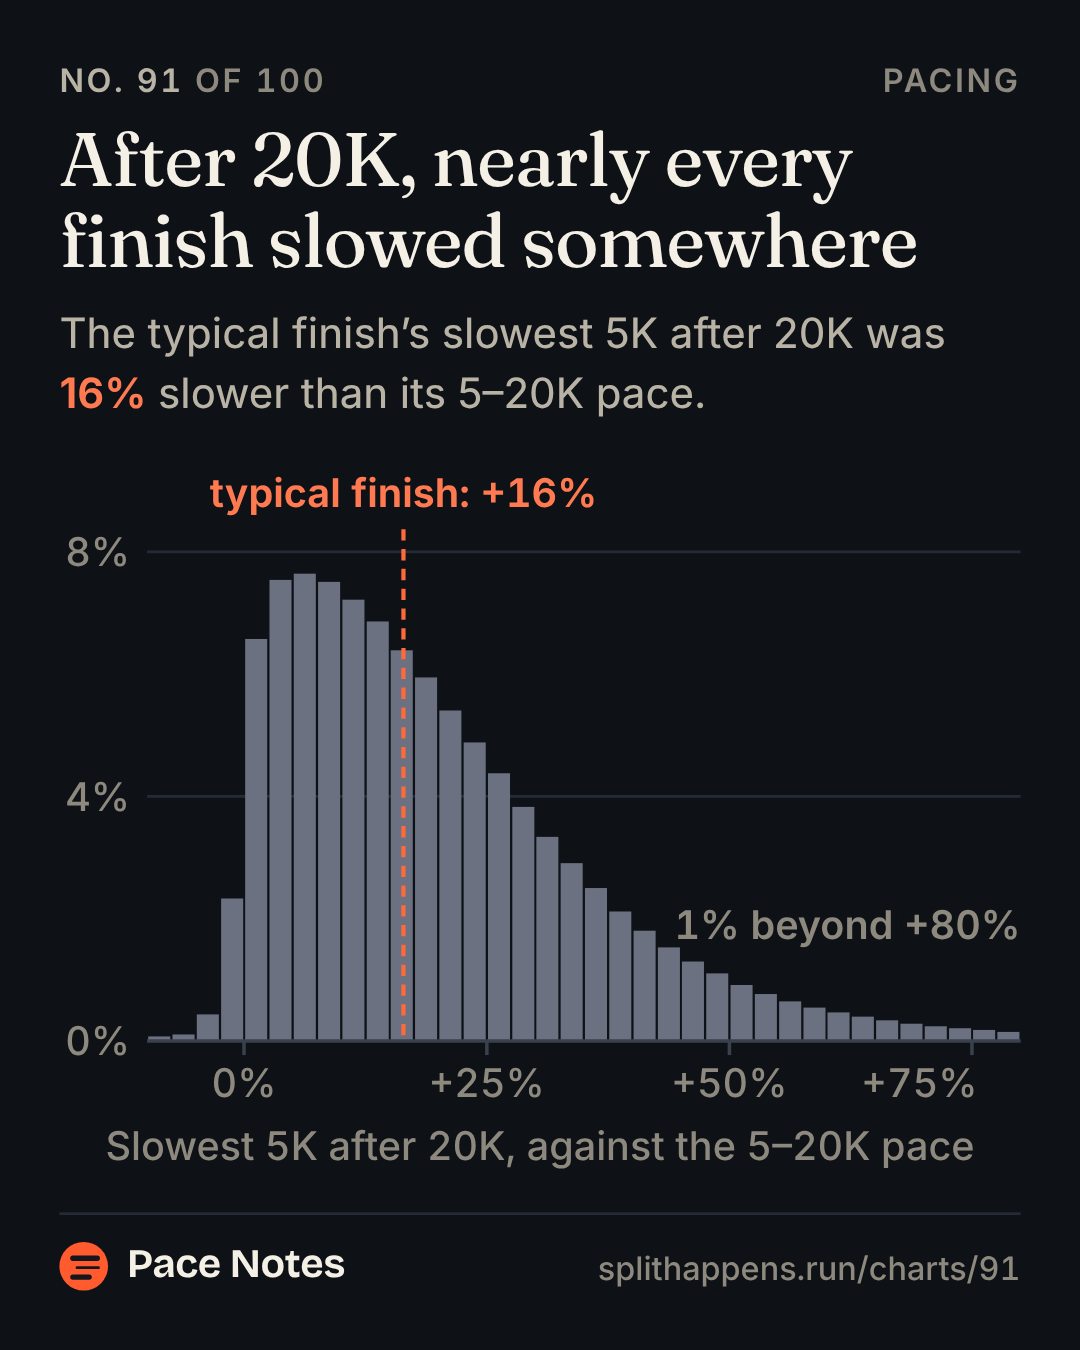 NO. 91 OF 100
PACING
After 20K, nearly every
finish slowed somewhere
The typical finish’s slowest 5K after 20K was
16% slower than its 5–20K pace.
typical finish: +16%
8%
4%
1% beyond +80%
0%
0%
+25%
+50%
+75%
Slowest 5K after 20K, against the 5–20K pace
Pace Notes
splithappens.run/charts/91